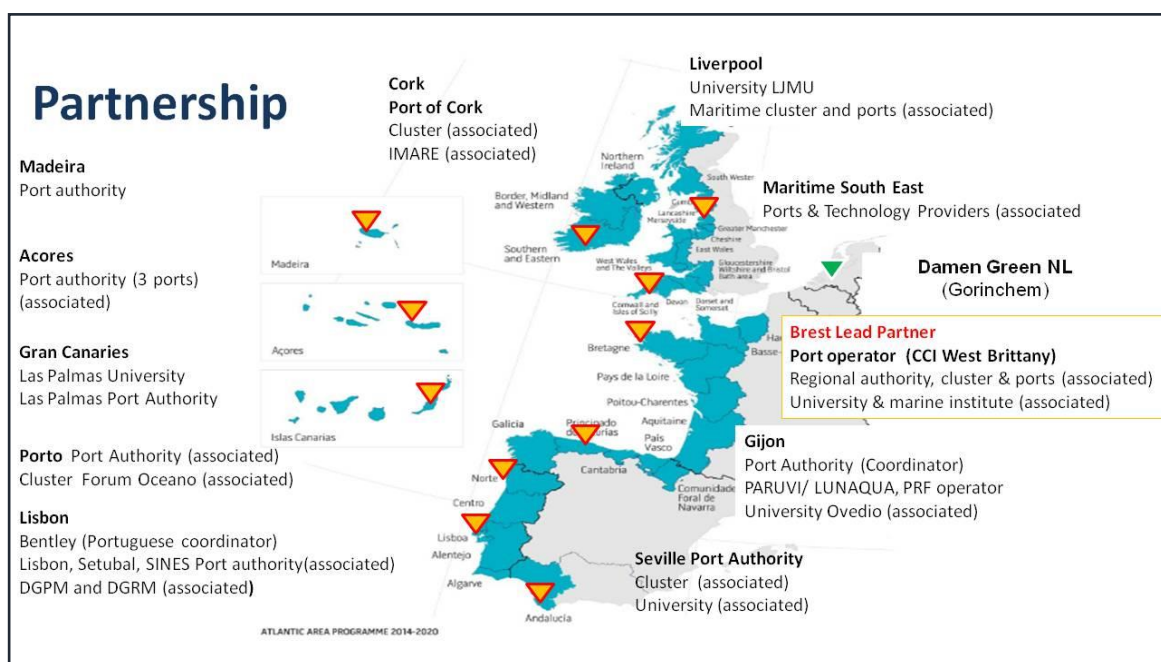 Partnership
Cork
Port of Cork
Cluster (associated)
IMARE (associated)
Liverpool
University LJMU
Maritime cluster and ports (associated)
Madeira
Port authority
Acores
Port authority (3 ports)
(associated)
Gran Canaries
Las Palmas University
Las Palmas Port Authority
Porto Port Authority (associated)
Cluster Forum Oceano (associated)
Lisbon
Bentley (Portuguese coordinator)
Lisbon, Setubal, SINES Port authority(associated)
DGPM and DGRM (associated)
Madeira
Açores
Islas Canarias
Northern
Ireland
Border, Midland
and Western
Southern
and Eastern
South Wester
Lancashire
Merseyside
Greater Manchester
Cheshire
East Wales
West Wales
and The Valleys
Gloucestershire
Wiltshire and Bristol
Bath area
Cornwall and
Isles of Scilly
Devon
Dorset and
Somerset
Bretagne
Basse-
Pays de la Loire
Poitou-Charentes
Aquitaine
País
Vasco
Galicia
Principado
Cantabria
Comunidad
Foral de
Navarra
Norte
Centro
Lisboa
Alentejo
Algarve
Andalucía
Maritime South East
Ports & Technology Providers (associated
Damen Green NL
(Gorinchem)
Brest Lead Partner
Port operator (CCI West Brittany)
Regional authority, cluster & ports (associated)
University & marine institute (associated)
Gijon
Port Authority (Coordinator)
PARUVI/ LUNAQUA, PRF operator
University Ovedio (associated)
Seville Port Authority
Cluster (associated)
University (associated)
ATLANTIC AREA PROGRAMME 2014-2020